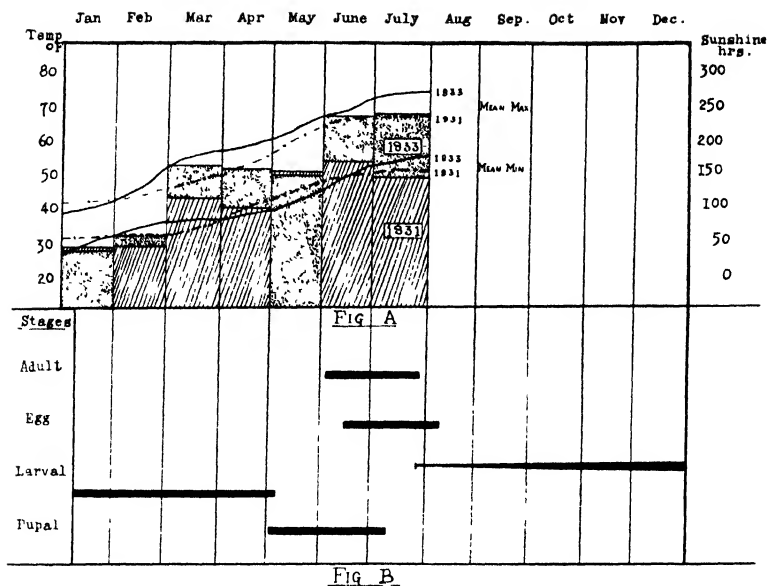 Jan Feb Mar Apr May June July Aug Sep. Oct Nov Dec.
Temp
oF
Sunshine
hrs.
80 300
70 250
60 200
50 150
40 100
30 50
20 0
1933
MEAN MAX
1931
1933
1933
MEAN MIN
1931
1931
FIG A
Stages
Adult
Egg
Larval
Pupal
FIG B